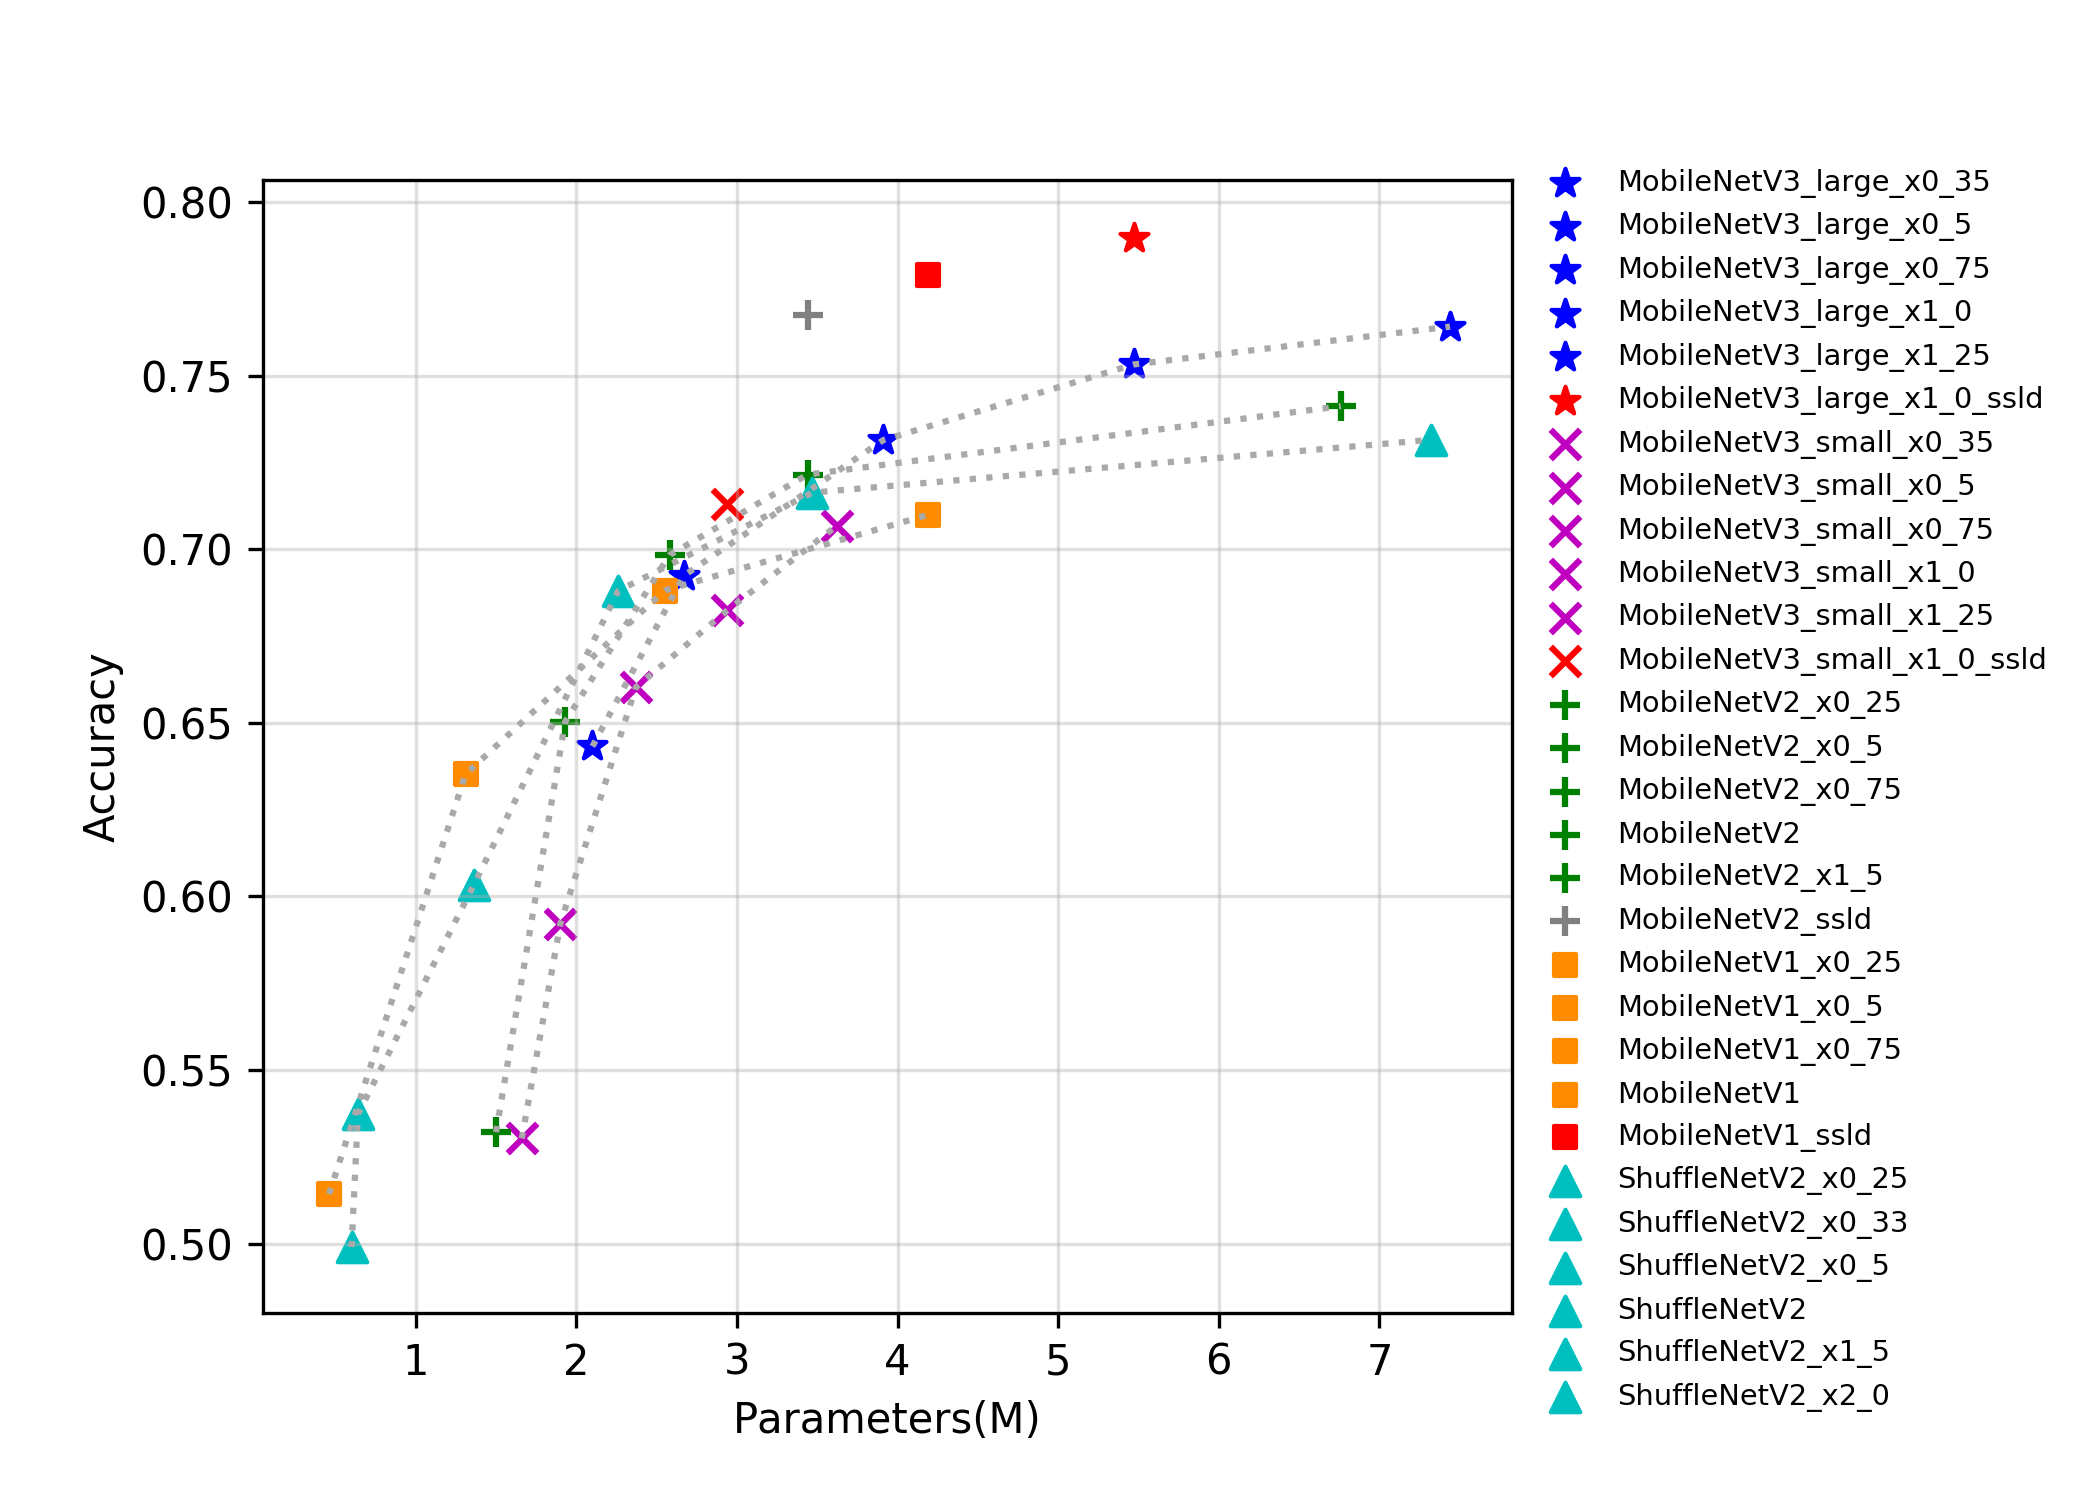 0.80
0.75
0.70
0.65
0.60
0.55
0.50
Accuracy
1 2 3 4 5 6 7
Parameters(M)
MobileNetV3_large_x0_35
MobileNetV3_large_x0_5
MobileNetV3_large_x0_75
MobileNetV3_large_x1_0
MobileNetV3_large_x1_25
MobileNetV3_large_x1_0_ssld
MobileNetV3_small_x0_35
MobileNetV3_small_x0_5
MobileNetV3_small_x0_75
MobileNetV3_small_x1_0
MobileNetV3_small_x1_25
MobileNetV3_small_x1_0_ssld
MobileNetV2_x0_25
MobileNetV2_x0_5
MobileNetV2_x0_75
MobileNetV2
MobileNetV2_x1_5
MobileNetV2_ssld
MobileNetV1_x0_25
MobileNetV1_x0_5
MobileNetV1_x0_75
MobileNetV1
MobileNetV1_ssld
ShuffleNetV2_x0_25
ShuffleNetV2_x0_33
ShuffleNetV2_x0_5
ShuffleNetV2
ShuffleNetV2_x1_5
ShuffleNetV2_x2_0